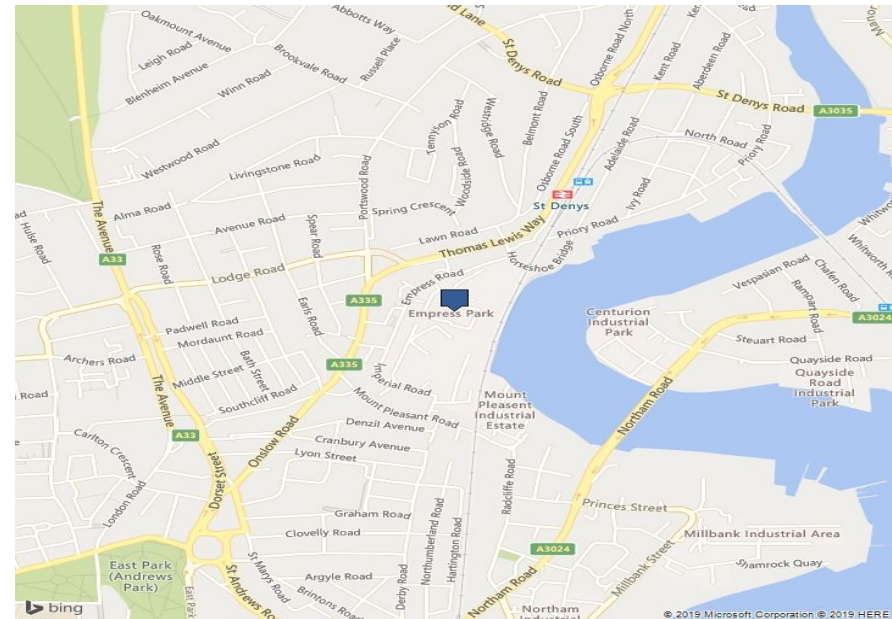 Abbotts Way
Oakmount Avenue
Leigh Road
Blenheim Avenue
Winn Road
Brookvale Road
Russell Place
St Denys Road
Osborne Road North
Kent Road
Aberdeen Road
St Denys Road
A3035
North Road
Priory Road
Tennyson Road
Westridge Road
Belmont Road
Woodside Road
Osborne Road South
Adelaide Road
Westwood Road
Livingstone Road
Portswood Road
St Denys
Ivy Road
The Avenue
Alma Road
Avenue Road
Spear Road
Spring Crescent
Lawn Road
Thomas Lewis Way
Priory Road
Horseshoe Bridge
Hulse Road
Rose Road
A33
Lodge Road
Empress Road
A335
Empress Park
Earls Road
Centurion
Industrial
Park
Vespasian Road
Chafen Road
Rampart Road
Whitworth
Whitworth
A3024
Steuart Road
Quayside Road
Quayside
Road
Industrial
Park
Padwell Road
Mordaunt Road
Archers Road
Middle Street
Bath Street
A335
Imperial Road
Southcliff Road
Mount Pleasant Road
Mount
Pleasent
Industrial
Estate
Northam Road
The Avenue
Carlton Crescent
A33
Onslow Road
Denzil Avenue
Cranbury Avenue
Lyon Street
London Road
Dorset Street
Graham Road
Clovelly Road
Northumberland Road
Hartington Road
Radcliffe Road
Princes Street
Millbank Industrial Area
A3024
Millbank Street
Shamrock Quay
East Park
(Andrews
Park)
East Park
St Andrews Ro
St Marys Road
Argyle Road
Brintons Road
Derby Road
Northam Road
Northam
Industrial
bing
© 2019 Microsoft Corporation © 2019 HERE